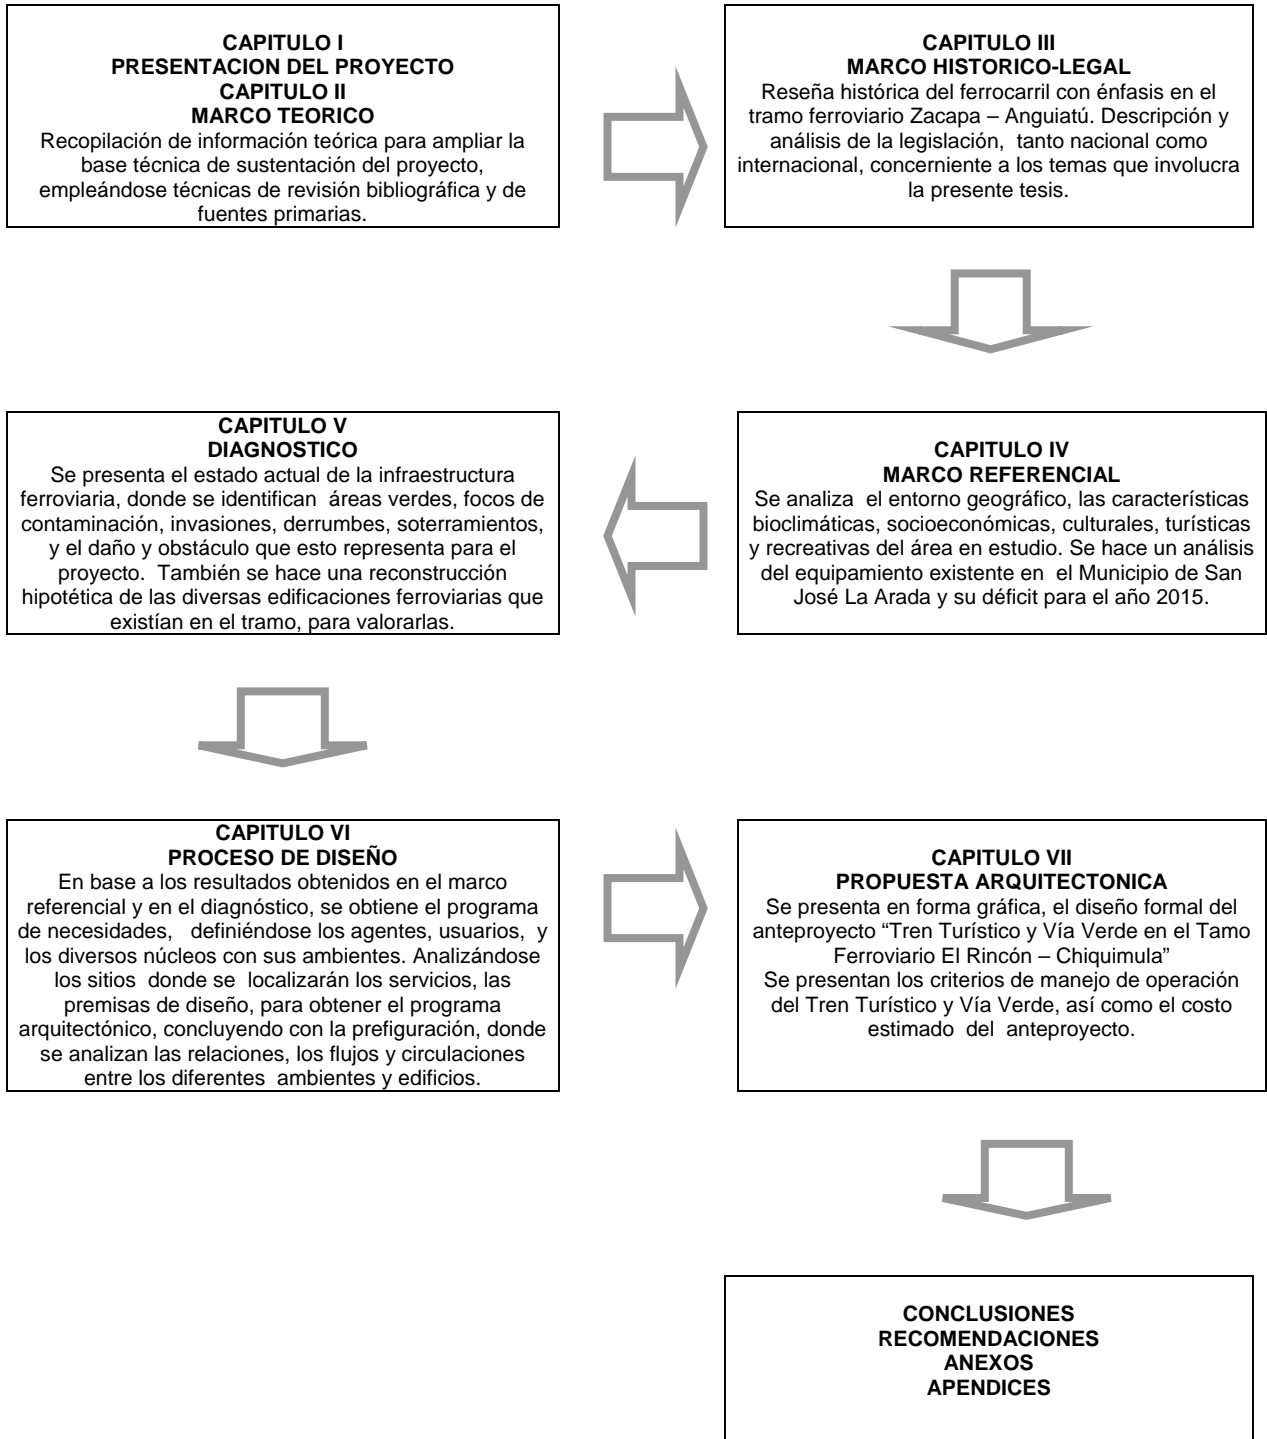 CAPITULO I
PRESENTACION DEL PROYECTO
CAPITULO II
MARCO TEORICO
Recopilación de información teórica para ampliar la
base técnica de sustentación del proyecto,
empleándose técnicas de revisión bibliográfica y de
fuentes primarias.
CAPITULO III
MARCO HISTORICO-LEGAL
Reseña histórica del ferrocarril con énfasis en el
tramo ferroviario Zacapa – Anguiatú. Descripción y
análisis de la legislación, tanto nacional como
internacional, concerniente a los temas que involucra
la presente tesis.
CAPITULO IV
MARCO REFERENCIAL
Se analiza el entorno geográfico, las características
bioclimáticas, socioeconómicas, culturales, turísticas
y recreativas del área en estudio. Se hace un análisis
del equipamiento existente en el Municipio de San
José La Arada y su déficit para el año 2015.
CAPITULO V
DIAGNOSTICO
Se presenta el estado actual de la infraestructura
ferroviaria, donde se identifican áreas verdes, focos de
contaminación, invasiones, derrumbes, soterramientos,
y el daño y obstáculo que esto representa para el
proyecto. También se hace una reconstrucción
hipotética de las diversas edificaciones ferroviarias que
existían en el tramo, para valorarlas.
CAPITULO VI
PROCESO DE DISEÑO
En base a los resultados obtenidos en el marco
referencial y en el diagnóstico, se obtiene el programa
de necesidades, definiéndose los agentes, usuarios, y
los diversos núcleos con sus ambientes. Analizándose
los sitios donde se localizarán los servicios, las
premisas de diseño, para obtener el programa
arquitectónico, concluyendo con la prefiguración, donde
se analizan las relaciones, los flujos y circulaciones
entre los diferentes ambientes y edificios.
CAPITULO VII
PROPUESTA ARQUITECTONICA
Se presenta en forma gráfica, el diseño formal del
anteproyecto “Tren Turístico y Vía Verde en el Tamo
Ferroviario El Rincón – Chiquimula”
Se presentan los criterios de manejo de operación
del Tren Turístico y Vía Verde, así como el costo
estimado del anteproyecto.
CONCLUSIONES
RECOMENDACIONES
ANEXOS
APENDICES